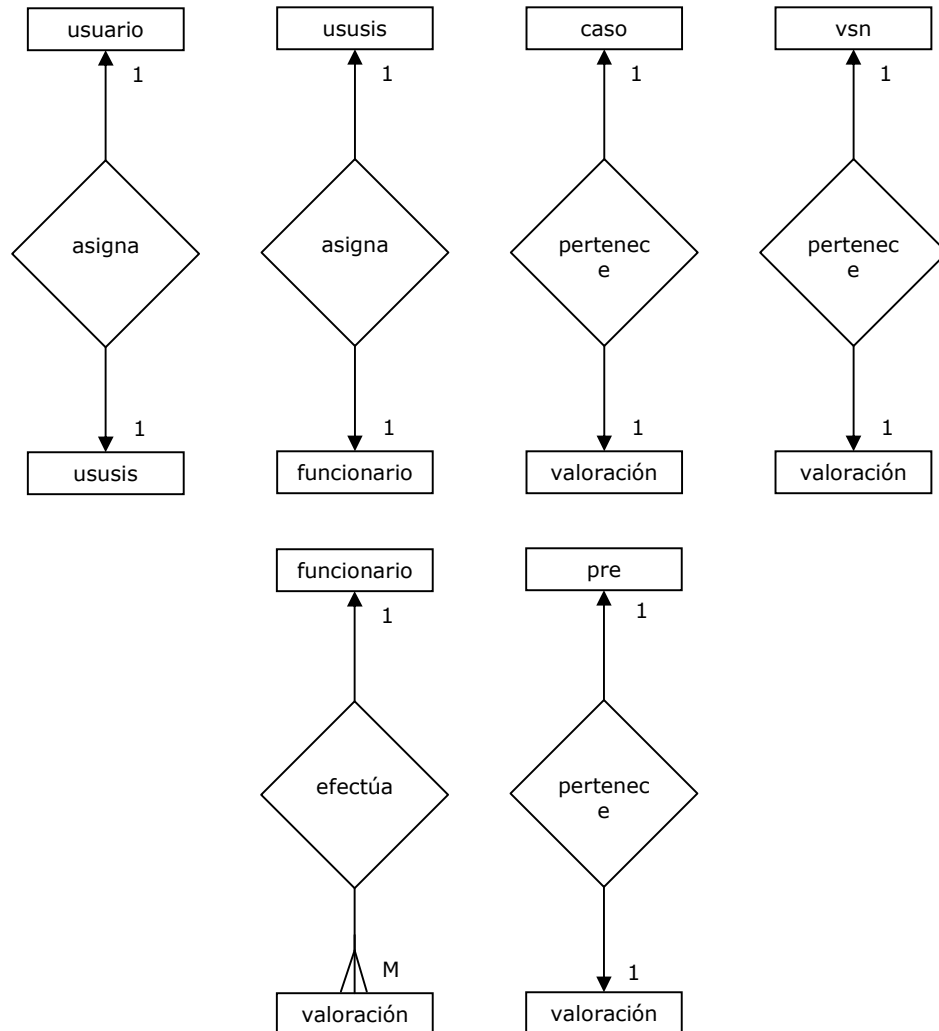 usuario
ususis
caso
vsn
1
1
1
1
asigna
asigna
pertenec
e
pertenec
e
1
1
1
1
ususis
funcionario
valoración
valoración
funcionario
pre
1
1
efectúa
pertenec
e
M
1
valoración
valoración